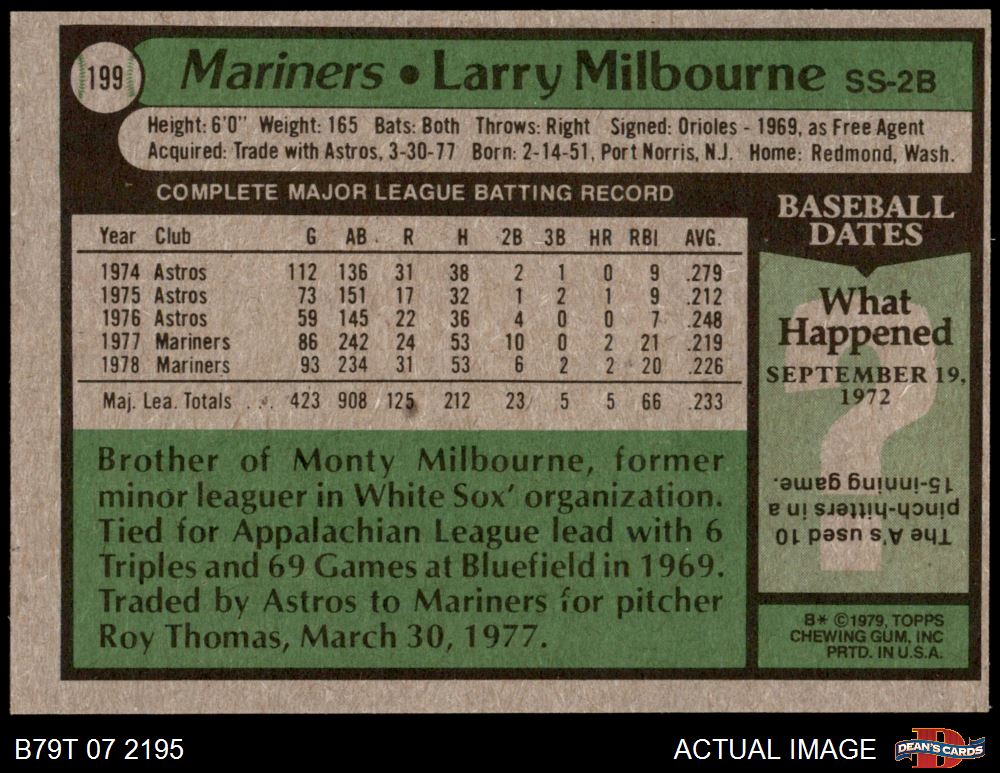 199
Mariners • Larry Milbourne SS-2B
Height: 6'0" Weight: 165 Bats: Both Throws: Right Signed: Orioles - 1969, as Free Agent
Acquired: Trade with Astros, 3-30-77 Born: 2-14-51, Port Norris, N.J. Home: Redmond, Wash.
COMPLETE MAJOR LEAGUE BATTING RECORD
Year Club G AB R H 2B 3B HR RBI AVG.
1974 Astros 112 136 31 38 2 1 0 9 .279
1975 Astros 73 151 17 32 1 2 1 9 .212
1976 Astros 59 145 22 36 4 0 0 7 .248
1977 Mariners 86 242 24 53 10 0 2 21 .219
1978 Mariners 93 234 31 53 6 2 2 20 .226
Maj. Lea. Totals ... 423 908 125 212 23 5 5 66 .233
Brother of Monty Milbourne, former
minor leaguer in White Sox' organization.
Tied for Appalachian League lead with 6
Triples and 69 Games at Bluefield in 1969.
Traded by Astros to Mariners for pitcher
Roy Thomas, March 30, 1977.
BASEBALL
DATES
What
Happened
SEPTEMBER 19,
1972
?
The A's used 10
pinch-hitters in a
15-inning game.
B* ©1979, TOPPS
CHEWING GUM, INC
PRTD. IN U.S.A.
B79T 07 2195
ACTUAL IMAGE
D
DEAN'S CARDS